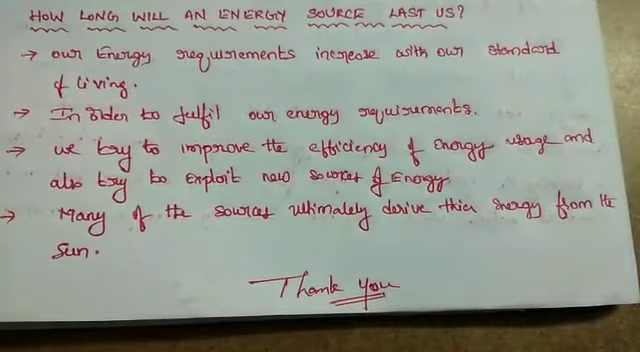 HOW LONG WILL AN ENERGY SOURCE LAST US?
→ our Energy requirements increase with our standard
of living.
→ In order to fulfil our energy requirements.
→ we try to improve the efficiency of energy usage and
also try to exploit new sources of Energy
→ Many of the sources ultimately derive their energy from the
Sun.
Thank you